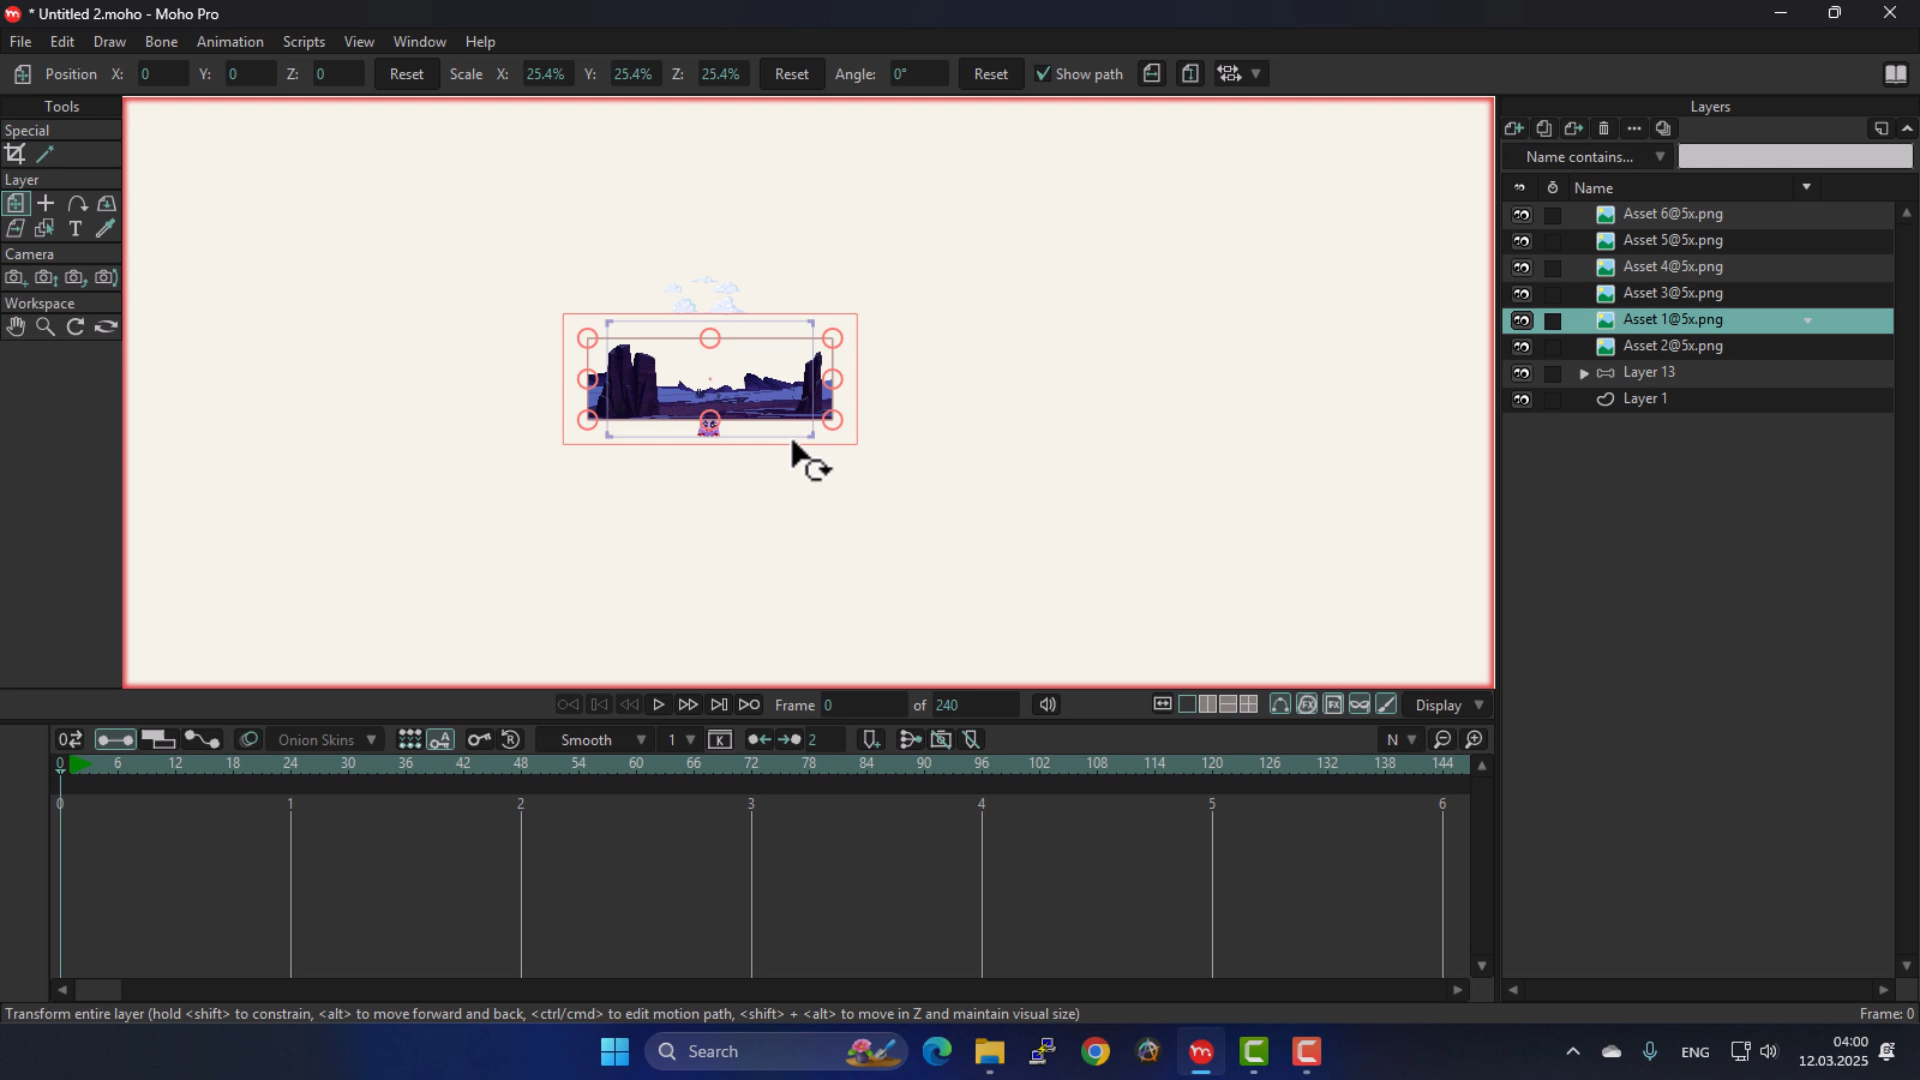 * Untitled 2.moho - Moho Pro
File Edit Draw Bone Animation Scripts View Window Help
Position X: 0 Y: 0 Z: 0 Reset Scale X: 25.4% Y: 25.4% Z: 25.4% Reset Angle: 0° Reset Show path
Tools
Special
Layer
T
Camera
Workspace
Layers
Name contains...
Name
Asset 6@5x.png
Asset 5@5x.png
Asset 4@5x.png
Asset 3@5x.png
Asset 1@5x.png
Asset 2@5x.png
Layer 13
Layer 1
Frame 0 of 240 Display
Onion Skins Smooth 1 2 N
0 6 12 18 24 30 36 42 48 54 60 66 72 78 84 90 96 102 108 114 120 126 132 138 144
0 1 2 3 4 5 6
Transform entire layer (hold <shift> to constrain, <alt> to move forward and back, <ctrl/cmd> to edit motion path, <shift> + <alt> to move in Z and maintain visual size)
Frame: 0
Search
ENG
04:00
12.03.2025